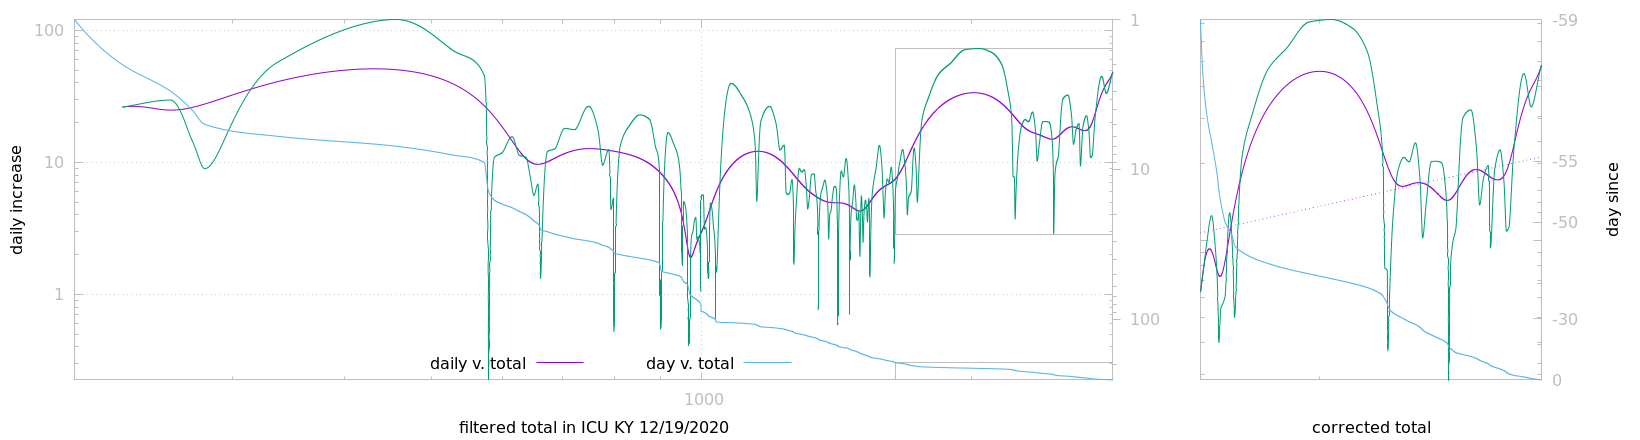 100
10
1
daily increase
daily v. total
day v. total
1000
filtered total in ICU KY 12/19/2020
1
10
100
-59
-55
-50
-30
0
day since
corrected total